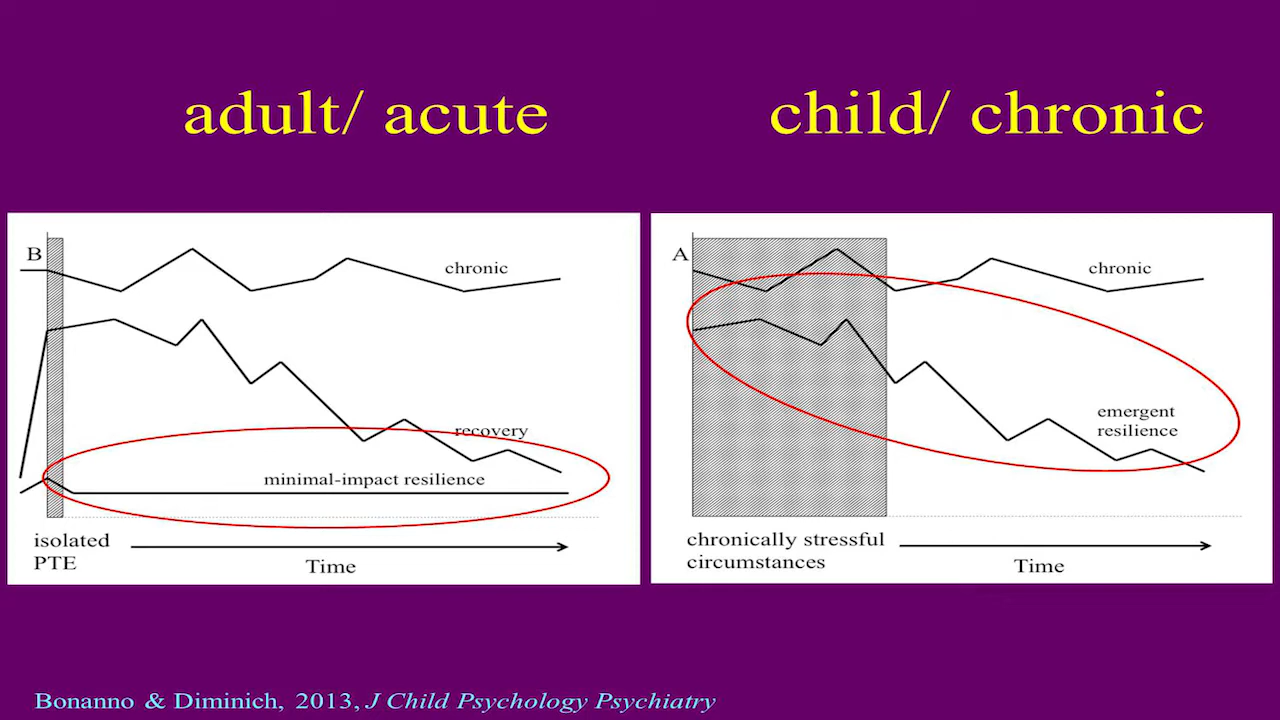 adult/ acute
child/ chronic
B
chronic
recovery
minimal-impact resilience
isolated
PTE
Time
A
chronic
emergent
resilience
chronically stressful
circumstances
Time
Bonanno & Diminich, 2013, J Child Psychology Psychiatry